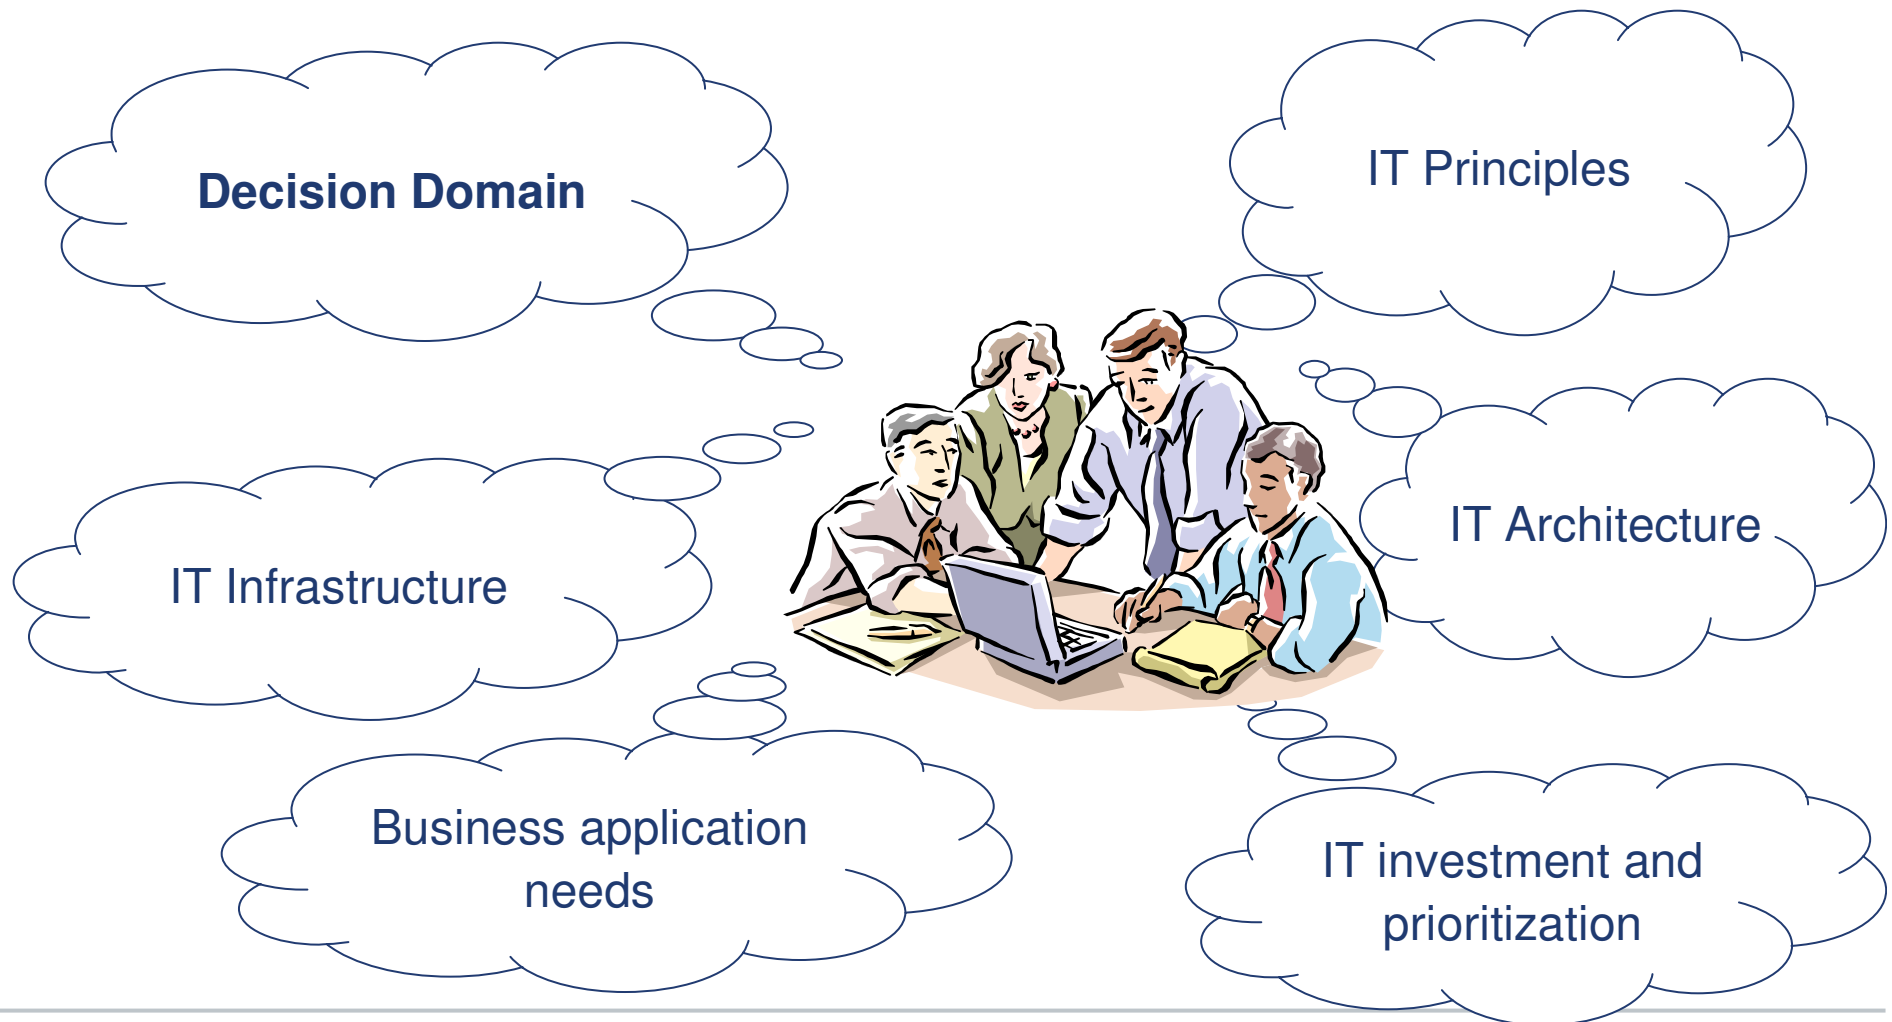 Decision Domain
IT Principles
IT Infrastructure
IT Architecture
Business application
needs
IT investment and
prioritization